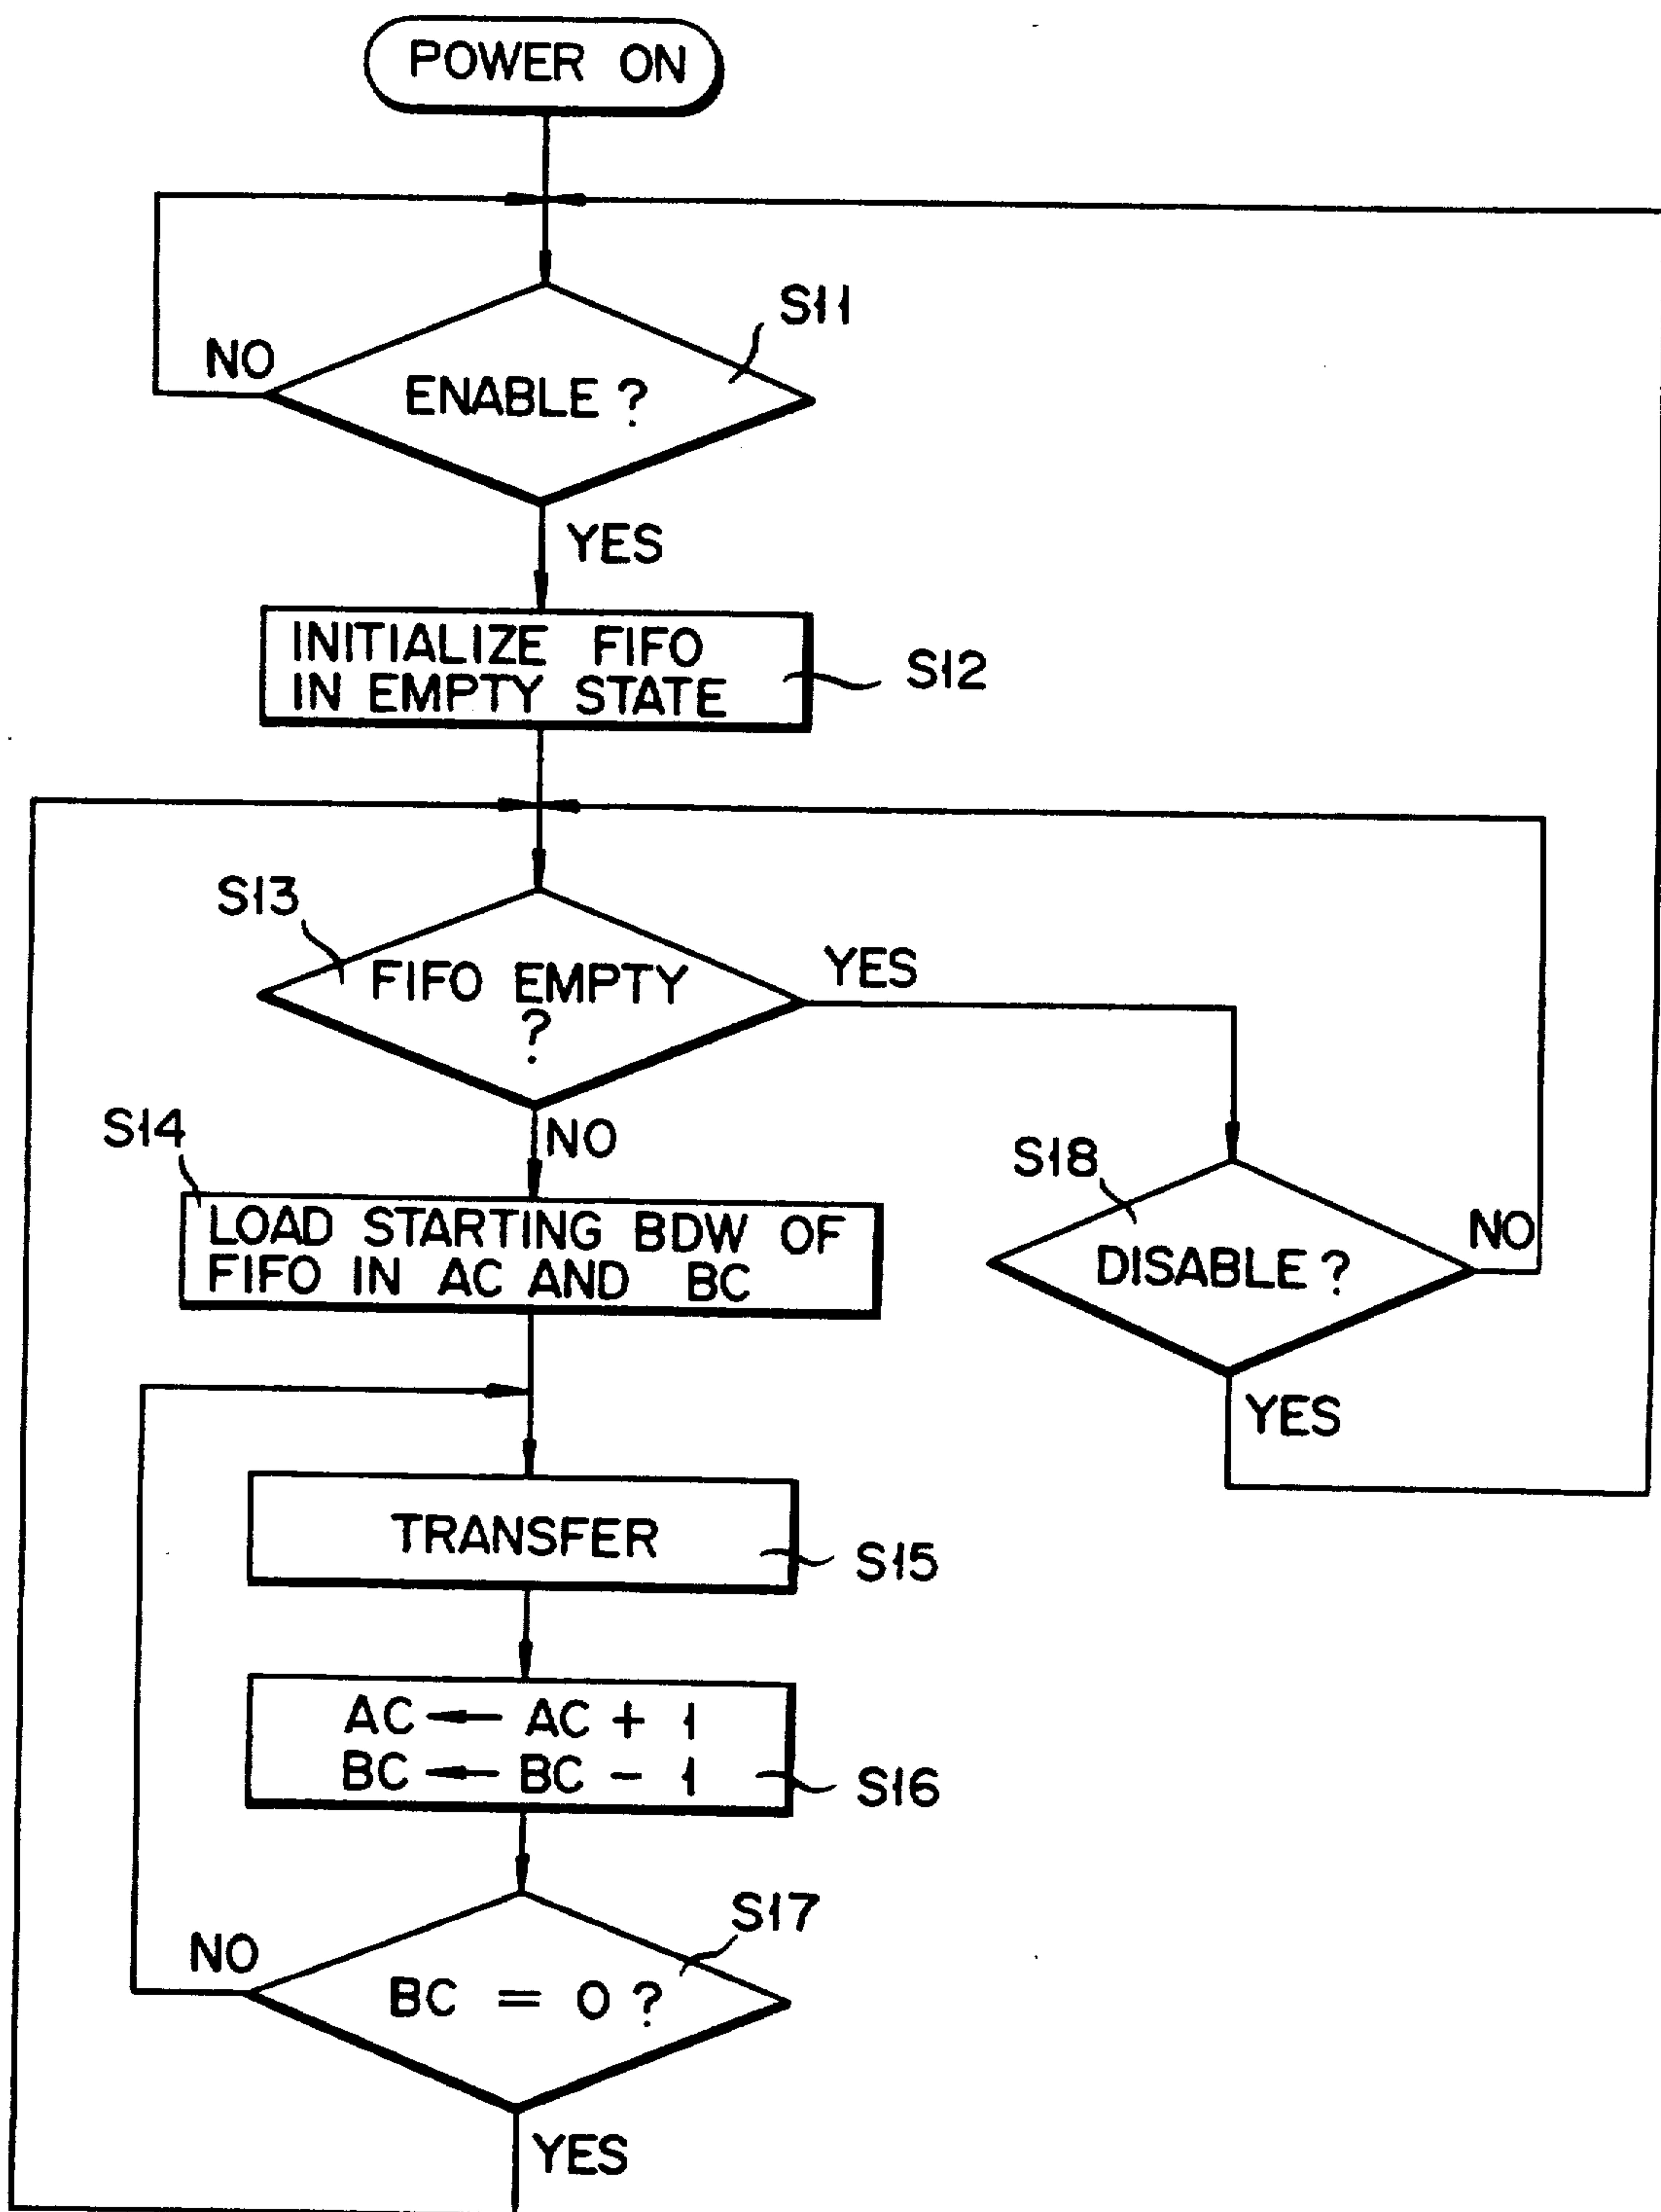 POWER ON
S11
NO
ENABLE ?
YES
INITIALIZE FIFO
IN EMPTY STATE
S12
S13
FIFO EMPTY
?
YES
NO
S14
LOAD STARTING BDW OF
FIFO IN AC AND BC
S18
DISABLE ?
NO
YES
TRANSFER
S15
AC ← AC + 1
BC ← BC - 1
S16
S17
NO
BC = 0 ?
YES